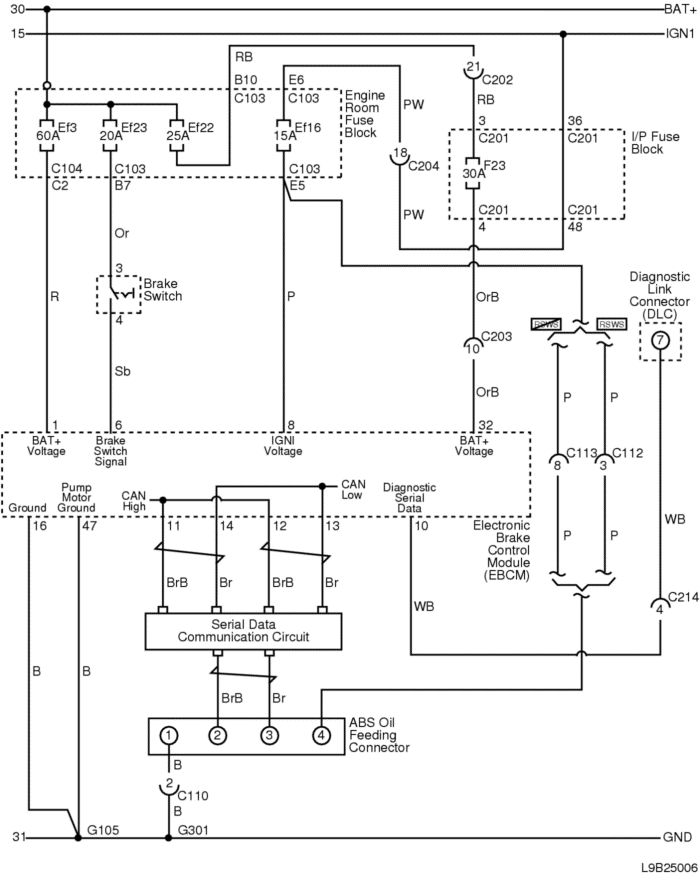 30 BAT+
15 IGN1
RB
21
C202
B10 E6
C103 C103
Engine
Room
Fuse
Block
PW
RB
Ef3
60A
Ef23
20A
Ef22
25A
Ef16
15A
3 36
C201 C201
I/P Fuse
Block
18
C204
F23
30A
C104 C103 C103
C2 B7 E5
PW
C201 C201
4 48
Or
3
Brake
Switch
4
R
P
OrB
Diagnostic
Link
Connector
(DLC)
7
RSWS RSWS
C203
10
Sb
OrB
P P
1 6 8 32
BAT+
Voltage
Brake
Switch
Signal
IGNI
Voltage
BAT+
Voltage
C113 C112
8 3
Ground
Pump
Motor
Ground
CAN
High
CAN
Low
Diagnostic
Serial
Data
16 47 11 14 12 13 10
Electronic
Brake
Control
Module
(EBCM)
P P
WB
BrB Br BrB Br
WB
C214
4
Serial Data
Communication Circuit
B B
BrB Br
ABS Oil
Feeding
Connector
1 2 3 4
B
2
C110
B
G105 G301
31 GND
L9B25006